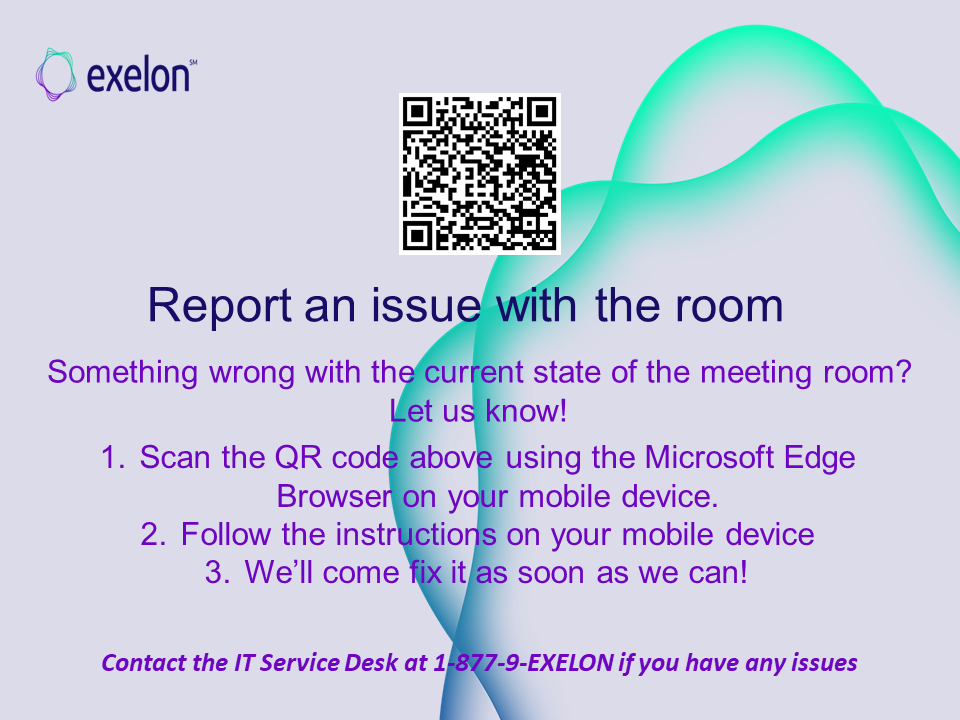 exelon℠
Report an issue with the room
Something wrong with the current state of the meeting room?
Let us know!
1. Scan the QR code above using the Microsoft Edge
Browser on your mobile device.
2. Follow the instructions on your mobile device
3. We’ll come fix it as soon as we can!
Contact the IT Service Desk at 1-877-9-EXELON if you have any issues